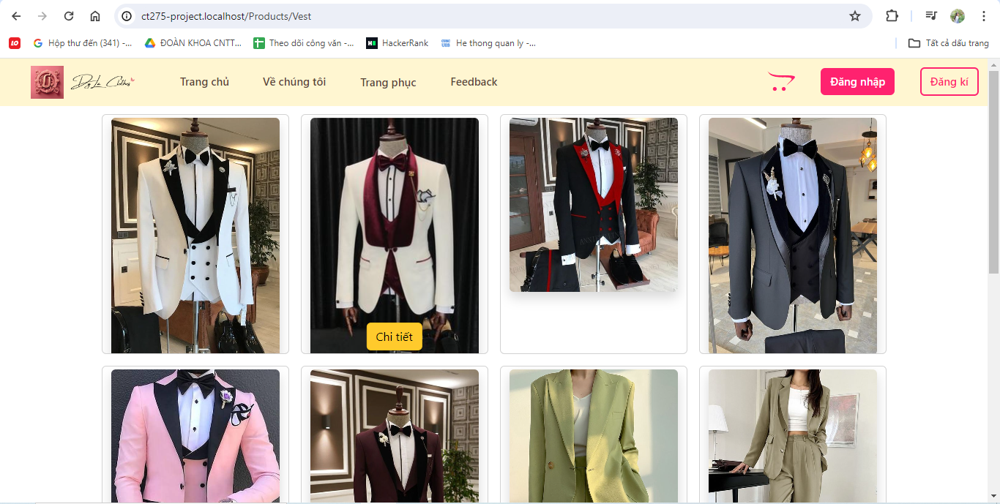 ct275-project.localhost/Products/Vest
LO
Hộp thư đến (341) -...
ĐOÀN KHOA CNTT...
Theo dõi công văn -...
HackerRank
He thong quan ly -...
Tất cả dấu trang
Trang chủ
Về chúng tôi
Trang phục
Feedback
Đăng nhập
Đăng kí
Chi tiết